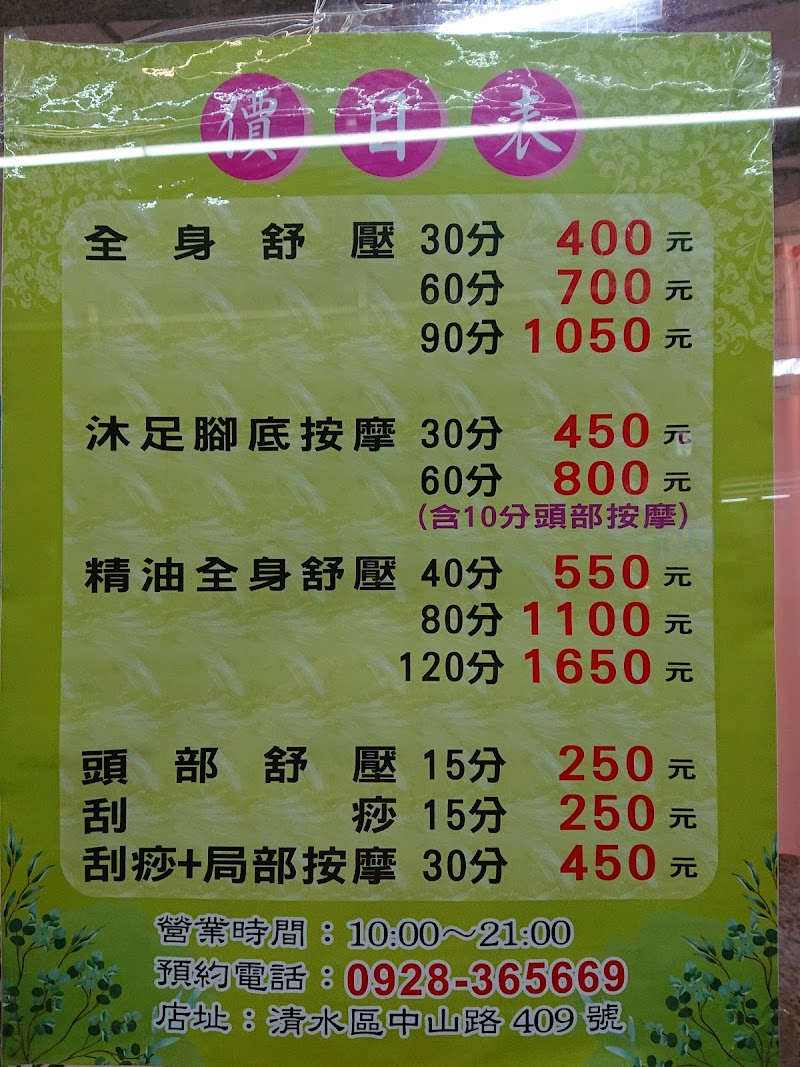 價目表
全身舒壓 30分 400元
60分 700元
90分 1050元
沐足腳底按摩 30分 450元
60分 800元
(含10分頭部按摩)
精油全身舒壓 40分 550元
80分 1100元
120分 1650元
頭部舒壓 15分 250元
刮痧 15分 250元
刮痧+局部按摩 30分 450元
營業時間：10:00～21:00
預約電話：0928-365669
店址：清水區中山路 409 號